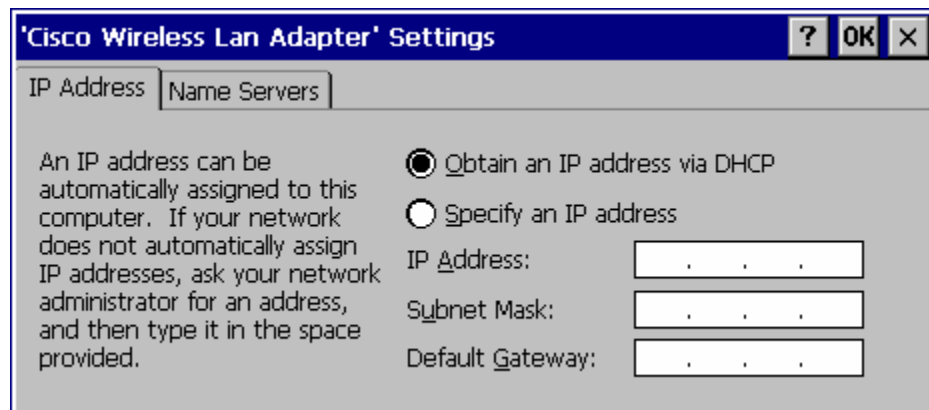 'Cisco Wireless Lan Adapter' Settings ? OK ×
IP Address Name Servers
An IP address can be
automatically assigned to this
computer. If your network
does not automatically assign
IP addresses, ask your network
administrator for an address,
and then type it in the space
provided.
Obtain an IP address via DHCP
Specify an IP address
IP Address: . . .
Subnet Mask: . . .
Default Gateway: . . .